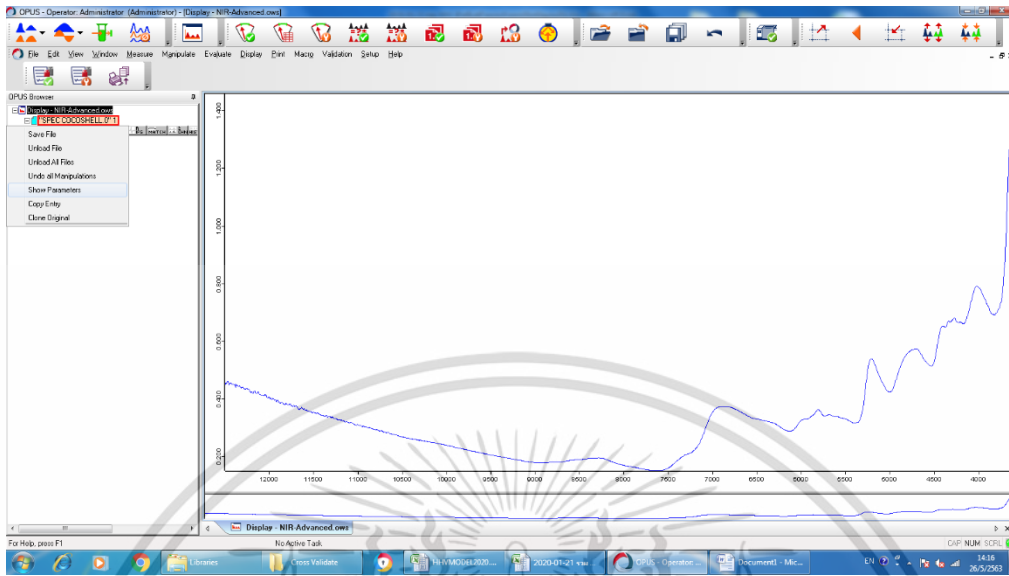 OPUS - Operator: Administrator (Administrator) - [Display - NIR-Advanced.ows]
File Edit View Window Measure Manipulate Evaluate Display Print Macro Validation Setup Help
OPUS Browser
Display - NIR-Advanced.ows
"SPEC COCOSHELL.0" 1
Save File
Unload File
Unload All Files
Undo all Manipulations
Show Parameters
Copy Entry
Clone Original
1.400
1.200
1.000
0.800
0.600
0.400
0.200
12000 11500 11000 10500 10000 9500 9000 8500 8000 7500 7000 6500 6000 5500 5000 4500 4000
Display - NIR-Advanced.ows
For Help, press F1 No Active Task CAP NUM SCRL
Libraries Cross Validate HHVMODEL2020... 2020-01-21 OPUS - Operator... Document1 - Mic... EN 14:16
26/5/2563